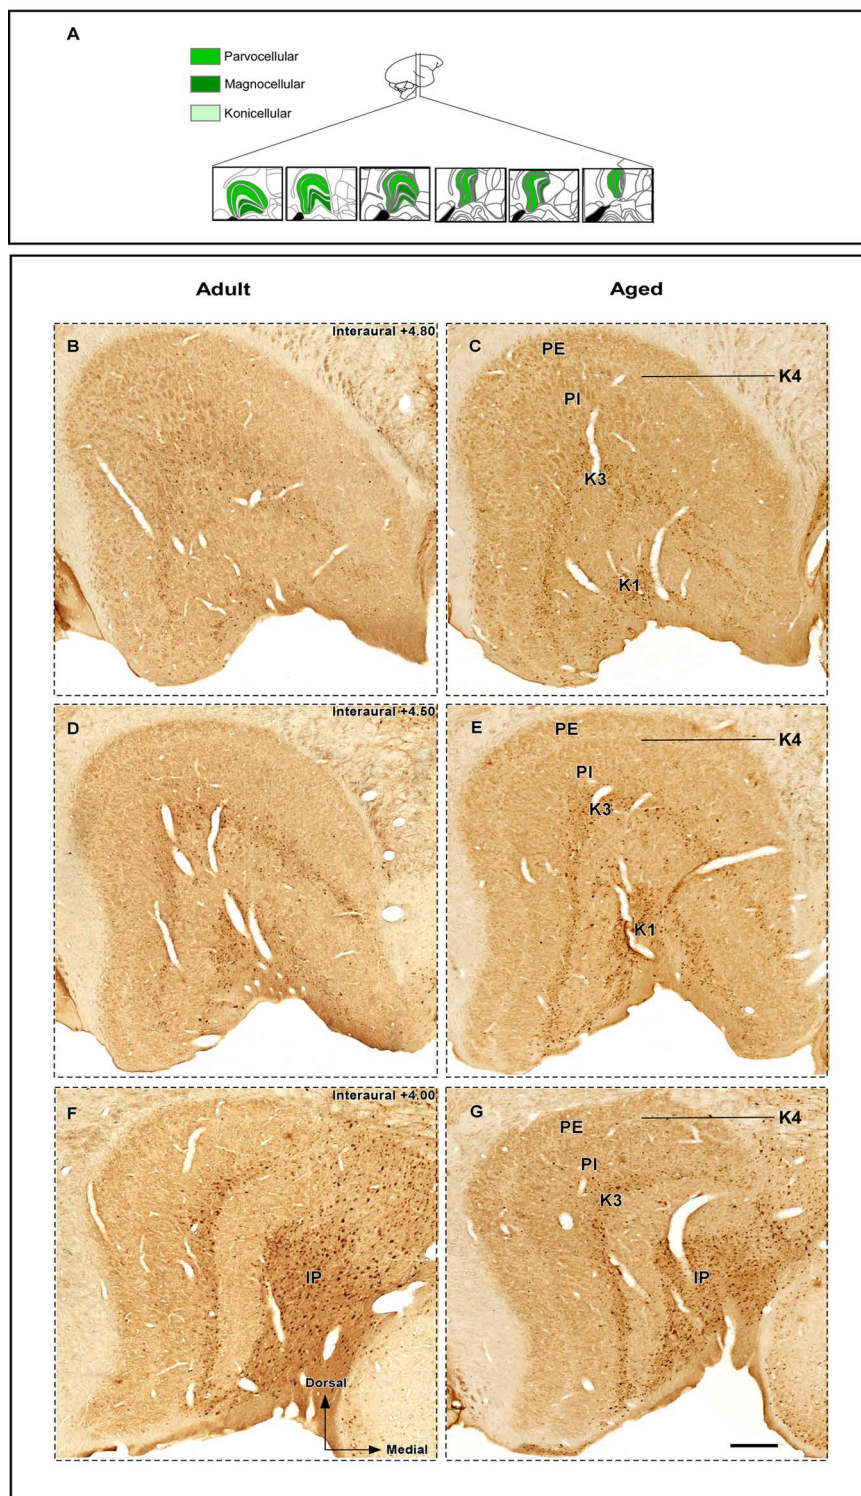 A
Parvocellular
Magnocellular
Konicellular
Adult
Aged
B
Interaural +4.80
C
PE
K4
PI
K3
K1
D
Interaural +4.50
E
PE
K4
PI
K3
K1
F
Interaural +4.00
G
PE
K4
PI
K3
IP
IP
Dorsal
Medial